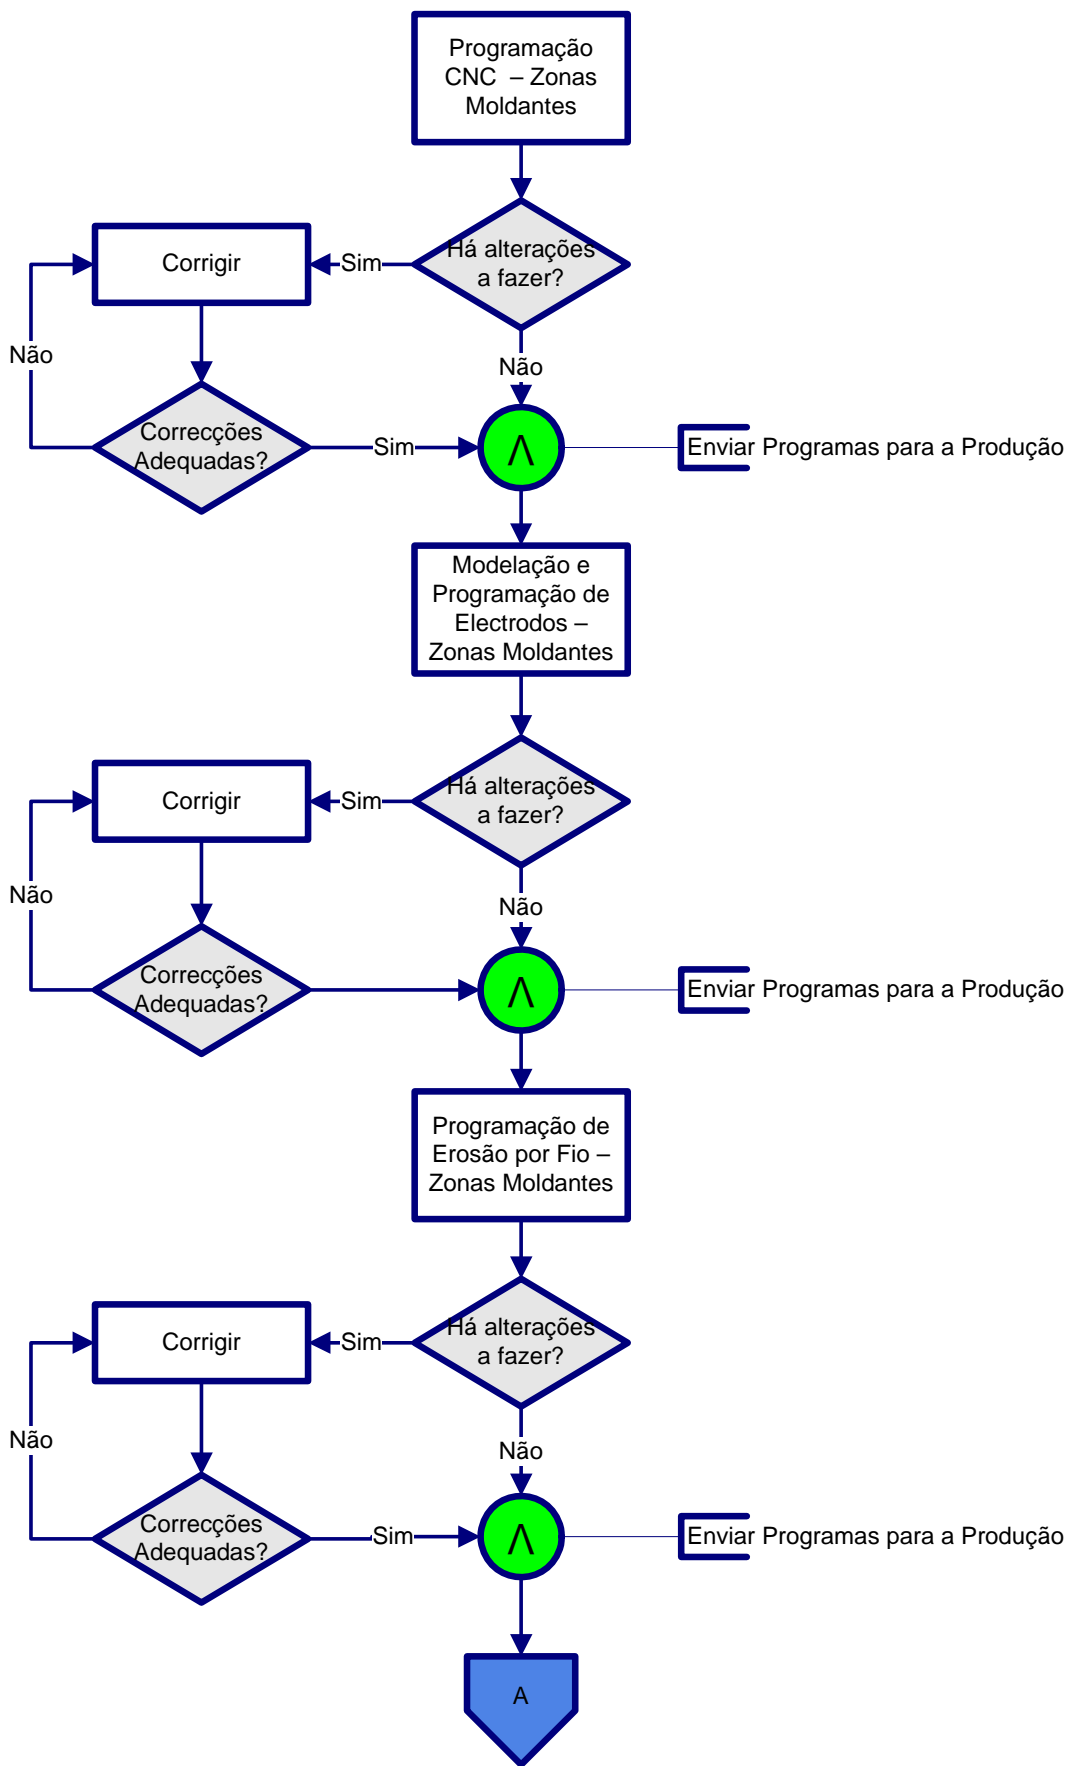 Programação
CNC – Zonas
Moldantes
Há alterações
a fazer?
Sim
Corrigir
Não
Não
Correcções
Adequadas?
Sim
Λ
Enviar Programas para a Produção
Modelação e
Programação de
Electrodos –
Zonas Moldantes
Há alterações
a fazer?
Sim
Corrigir
Não
Não
Correcções
Adequadas?
Λ
Enviar Programas para a Produção
Programação de
Erosão por Fio –
Zonas Moldantes
Há alterações
a fazer?
Sim
Corrigir
Não
Não
Correcções
Adequadas?
Sim
Λ
Enviar Programas para a Produção
A